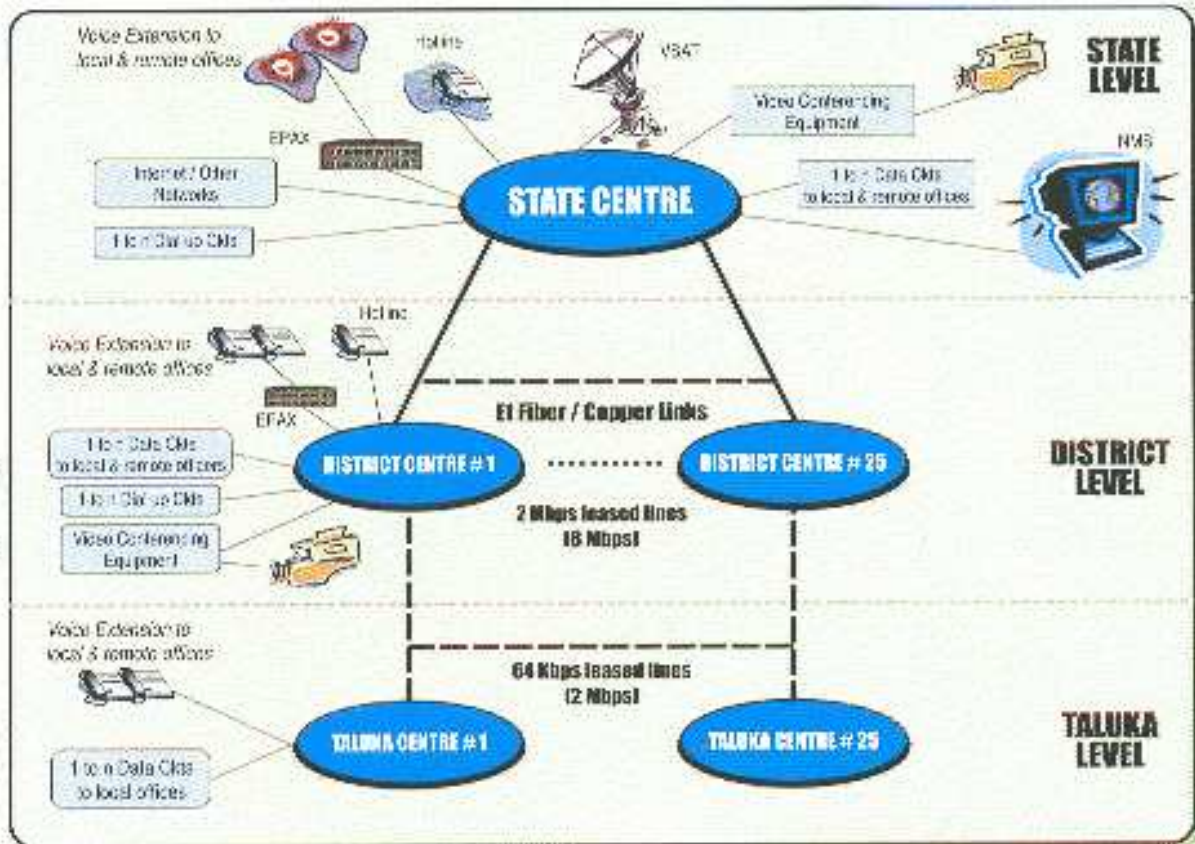 Voice Extension to
local & remote offices
Hotline
VSAT
STATE
LEVEL
Video Conferencing
Equipment
EPAX
NMS
Internet / Other
Networks
STATE CENTRE
1 to n Data Ckts
to local & remote offices
1 to n Dial up Ckts
Hotline
Voice Extension to
local & remote offices
EPAX
E1 Fiber / Copper Links
1 to n Data Ckts
to local & remote officers
DISTRICT CENTRE # 1
DISTRICT CENTRE # 25
DISTRICT
LEVEL
1 to n Dial up Ckts
2 Mbps leased lines
(8 Mbps)
Video Conferencing
Equipment
Voice Extension to
local & remote offices
64 Kbps leased lines
(2 Mbps)
TALUKA CENTRE # 1
TALUKA CENTRE # 25
TALUKA
LEVEL
1 to n Data Ckts
to local offices